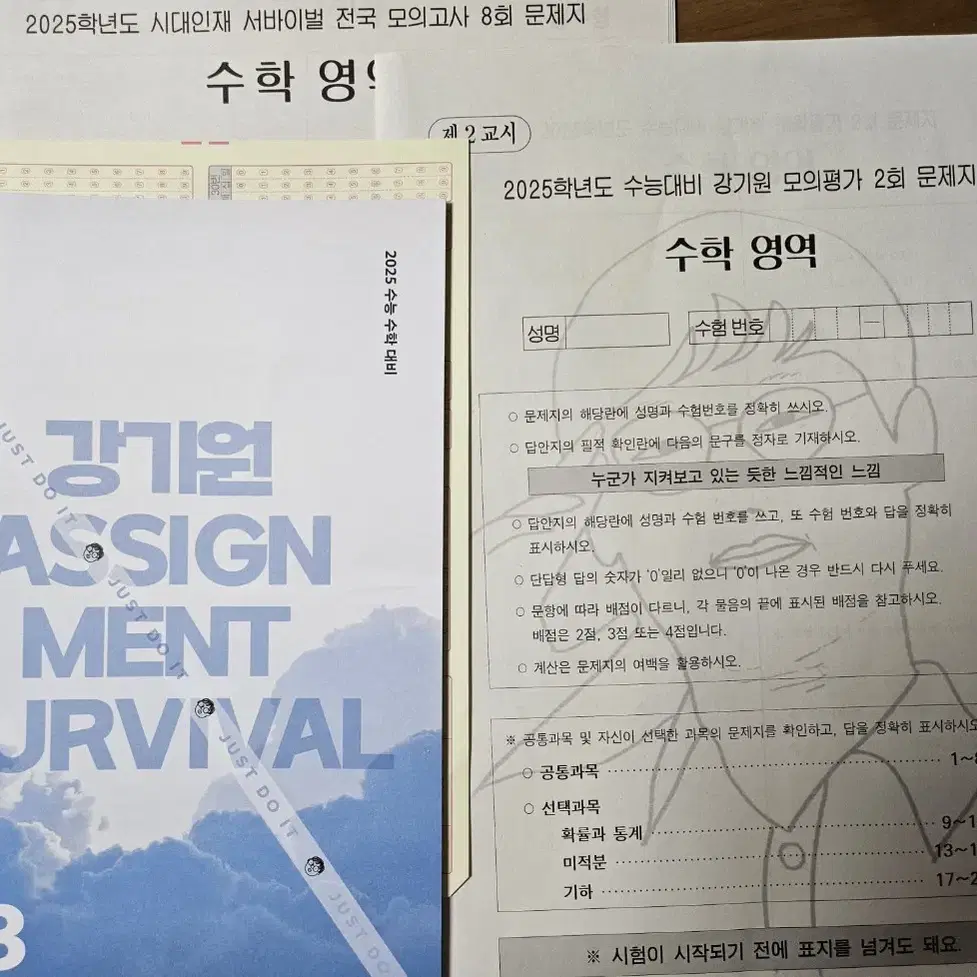 2025학년도 시대인재 서바이벌 전국 모의고사 8회 문제지
수학 영역
제 2 교시
2025학년도 수능대비 강기원 모의평가 2회 문제지
수학 영역
성명
수험 번호
○ 문제지의 해당란에 성명과 수험번호를 정확히 쓰시오.
○ 답안지의 필적 확인란에 다음의 문구를 정자로 기재하시오.
누군가 지켜보고 있는 듯한 느낌적인 느낌
○ 답안지의 해당란에 성명과 수험 번호를 쓰고, 또 수험 번호와 답을 정확히
표시하시오.
○ 단답형 답의 숫자가 '0'일리 없으니 '0'이 나온 경우 반드시 다시 푸세요.
○ 문항에 따라 배점이 다르니, 각 물음의 끝에 표시된 배점을 참고하시오.
배점은 2점, 3점 또는 4점입니다.
○ 계산은 문제지의 여백을 활용하시오.
※ 공통과목 및 자신이 선택한 과목의 문제지를 확인하고, 답을 정확히 표시하시오
○ 공통과목 1~8
○ 선택과목
확률과 통계 9~1
미적분 13~1
기하 17~2
※ 시험이 시작되기 전에 표지를 넘겨도 돼요.
2025 수능 수학 대비
강기원
ASSIGN
MENT
URVIVAL
JUST DO IT
JUST DO IT
JUST DO IT
JUST DO
3